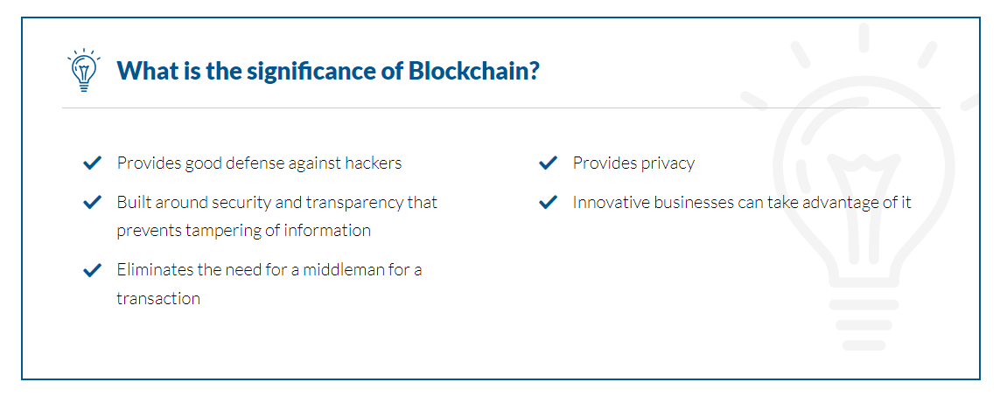 What is the significance of Blockchain?
Provides good defense against hackers
Built around security and transparency that
prevents tampering of information
Eliminates the need for a middleman for a
transaction
Provides privacy
Innovative businesses can take advantage of it